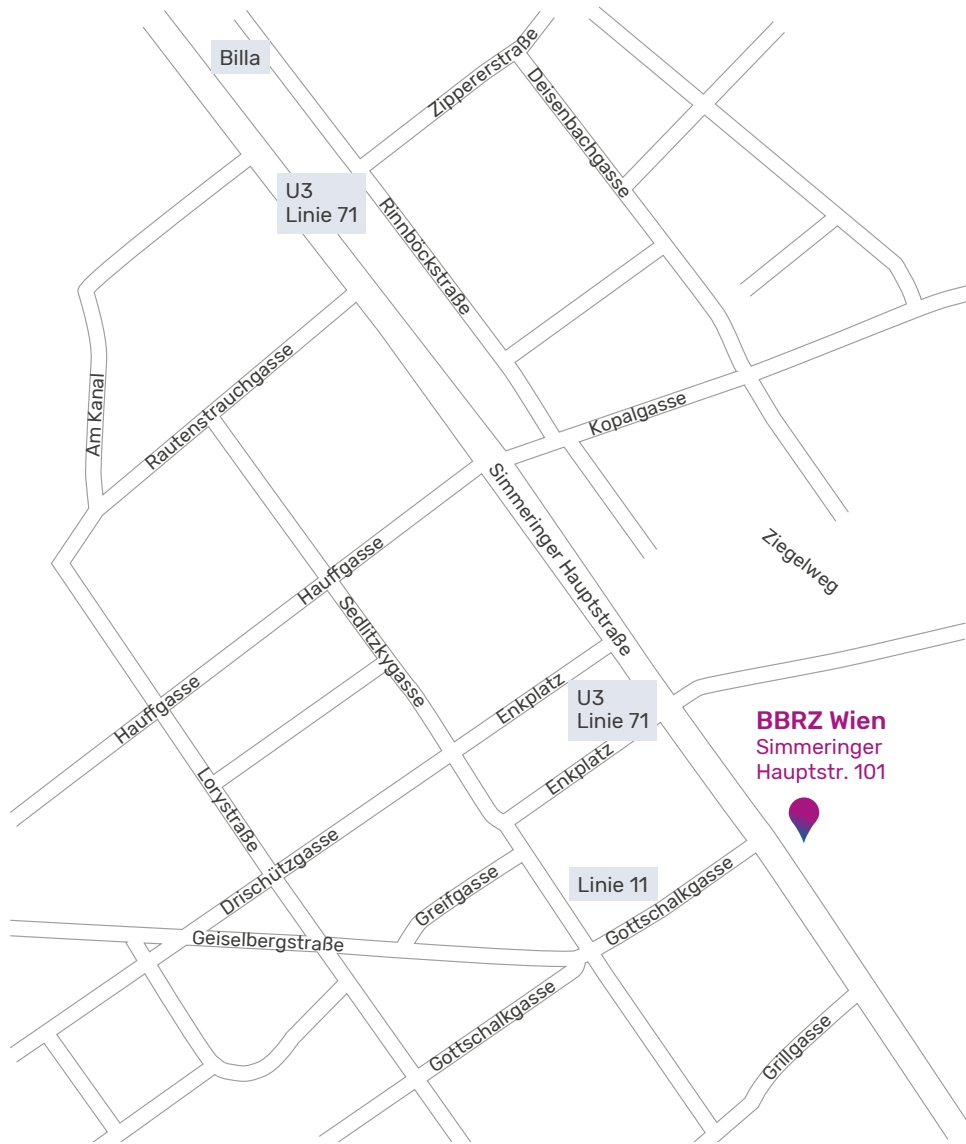 Billa
Zippererstraße
Deisenbachgasse
U3
Linie 71
Rinnböckstraße
Am Kanal
Rautenstrauchgasse
Kopalgasse
Simmeringer Hauptstraße
Ziegelweg
Hauffgasse
Sedlitzkygasse
Hauffgasse
Enkplatz
U3
Linie 71
BBRZ Wien
Simmeringer
Hauptstr. 101
Enkplatz
Lorystraße
Drischützgasse
Greifgasse
Linie 11
Gottschalkgasse
Geiselbergstraße
Gottschalkgasse
Grillgasse